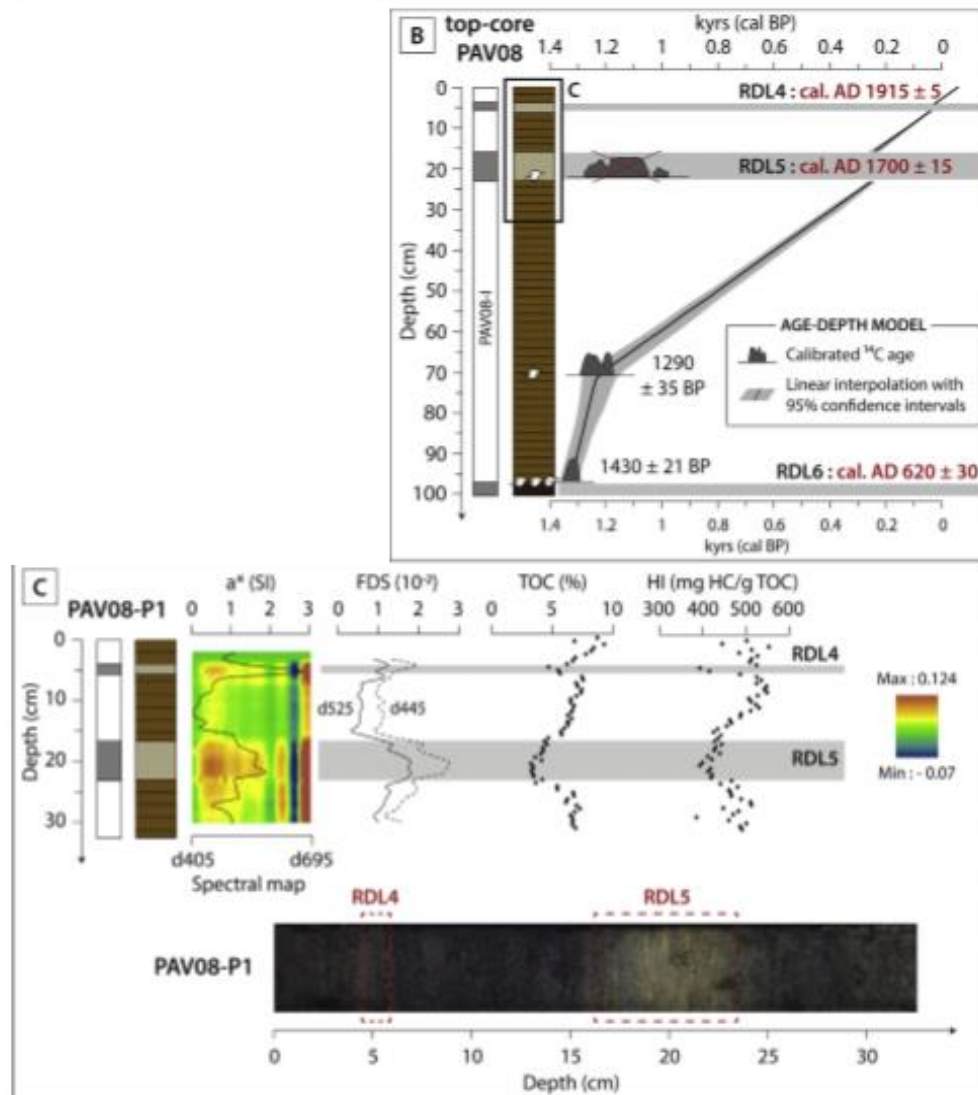 B
top-core
PAV08
kyrs (cal BP)
1.4 1.2 1 0.8 0.6 0.4 0.2 0
C
RDL4 : cal. AD 1915 ± 5
RDL5 : cal. AD 1700 ± 15
0
10
20
30
40
50
60
70
80
90
100
Depth (cm)
PAV08-I
AGE-DEPTH MODEL
Calibrated ¹⁴C age
Linear interpolation with
95% confidence intervals
1290
± 35 BP
1430 ± 21 BP
RDL6 : cal. AD 620 ± 30
1.4 1.2 1 0.8 0.6 0.4 0.2 0
kyrs (cal BP)
C
PAV08-P1
a* (SI) FDS (10⁻²) TOC (%) HI (mg HC/g TOC)
0 1 2 3 0 1 2 3 0 5 10 300 400 500 600
0
10
20
30
Depth (cm)
d525 d445
RDL4
RDL5
Max : 0.124
Min : - 0.07
d405 d695
Spectral map
RDL4 RDL5
PAV08-P1
0 5 10 15 20 25 30
Depth (cm)